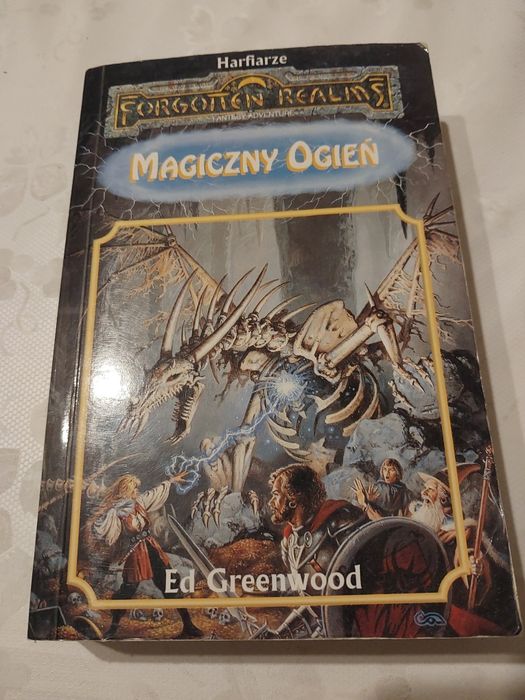 Harfiarze
FORGOTTEN REALMS
FANTASY ADVENTURE
MAGICZNY OGIEŃ
Ed Greenwood